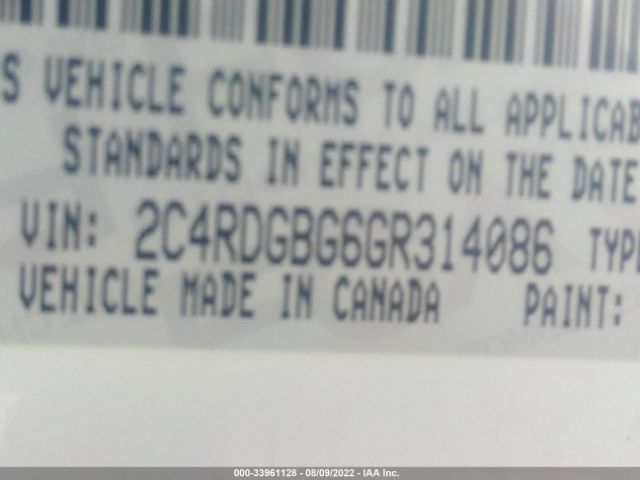 S VEHICLE CONFORMS TO ALL APPLICAB
STANDARDS IN EFFECT ON THE DATE
VIN: 2C4RDGBG6GR314086 TYPE
VEHICLE MADE IN CANADA PAINT:
000-33961128 - 08/09/2022 - IAA Inc.